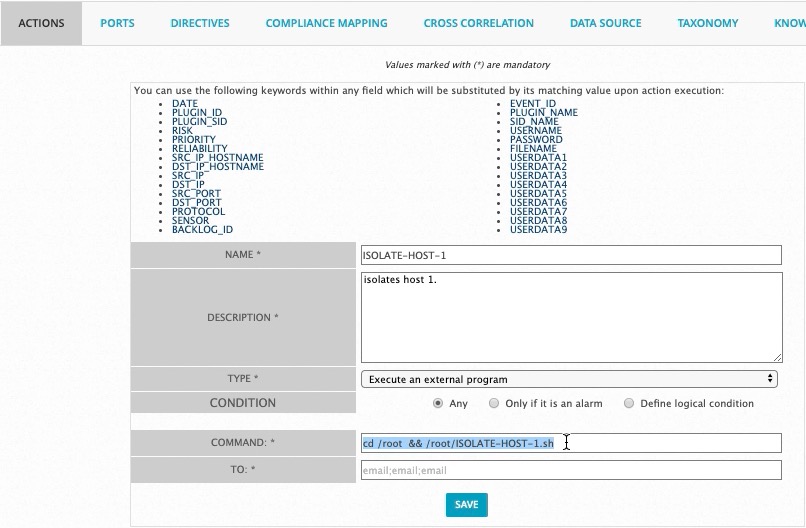 ACTIONS PORTS DIRECTIVES COMPLIANCE MAPPING CROSS CORRELATION DATA SOURCE TAXONOMY KNOW
Values marked with (*) are mandatory
You can use the following keywords within any field which will be substituted by its matching value upon action execution:
DATE
PLUGIN_ID
PLUGIN_SID
RISK
PRIORITY
RELIABILITY
SRC_IP_HOSTNAME
DST_IP_HOSTNAME
SRC_IP
DST_IP
SRC_PORT
DST_PORT
PROTOCOL
SENSOR
BACKLOG_ID
EVENT_ID
PLUGIN_NAME
SID_NAME
USERNAME
PASSWORD
FILENAME
USERDATA1
USERDATA2
USERDATA3
USERDATA4
USERDATA5
USERDATA6
USERDATA7
USERDATA8
USERDATA9
NAME * ISOLATE-HOST-1
DESCRIPTION * isolates host 1.
TYPE * Execute an external program
CONDITION Any Only if it is an alarm Define logical condition
COMMAND: * cd /root && /root/ISOLATE-HOST-1.sh
TO: * email;email;email
SAVE